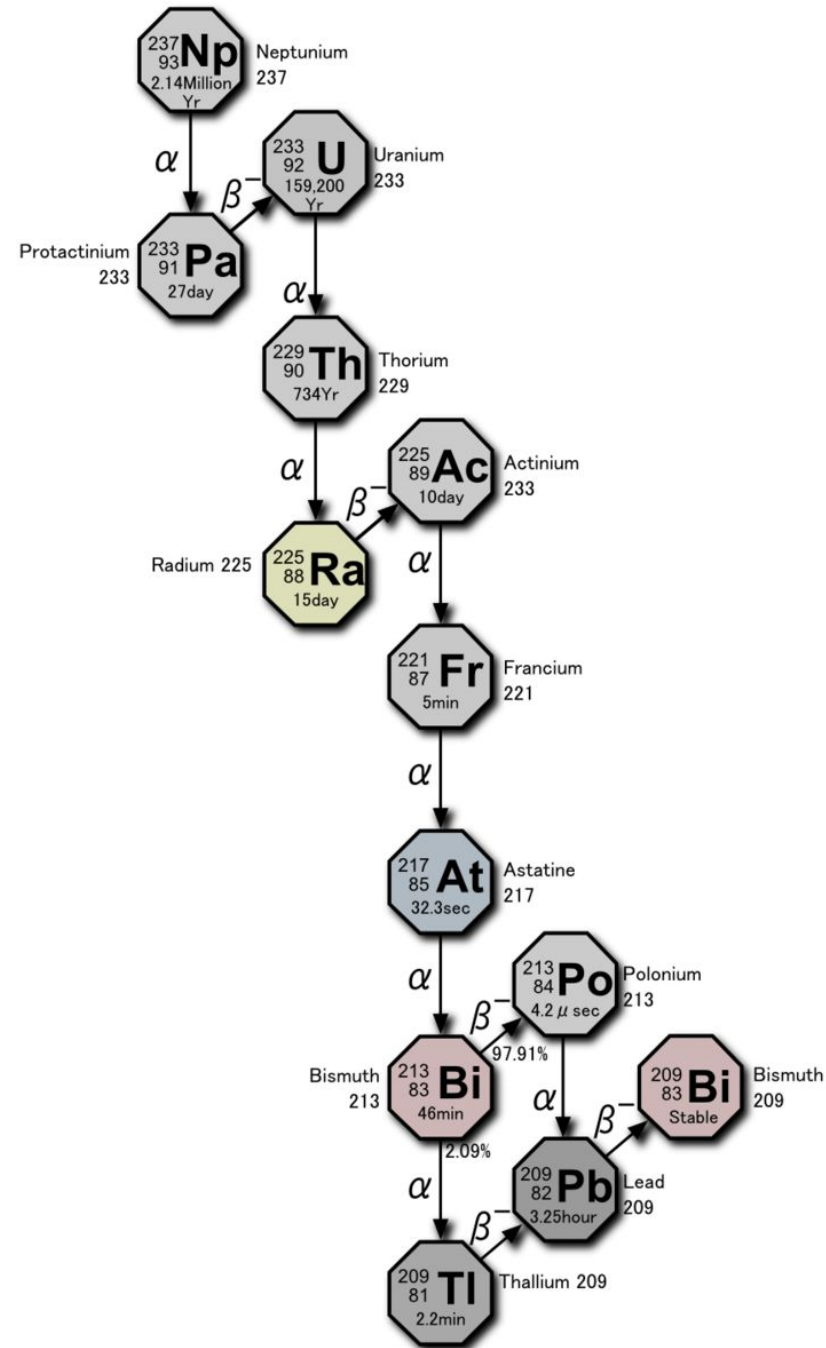 237
93 Np
2.14Million
Yr
Neptunium
237
α
233
92 U
159,200
Yr
Uranium
233
β−
Protactinium
233
233
91 Pa
27day
α
229
90 Th
734Yr
Thorium
229
α
225
89 Ac
10day
Actinium
233
β−
Radium 225
225
88 Ra
15day
α
221
87 Fr
5min
Francium
221
α
217
85 At
32.3sec
Astatine
217
α
213
84 Po
4.2 μ sec
Polonium
213
β−
97.91%
Bismuth
213
213
83 Bi
46min
2.09%
α
209
83 Bi
Stable
Bismuth
209
β−
209
82 Pb
3.25hour
Lead
209
α
β−
209
81 Tl
2.2min
Thallium 209